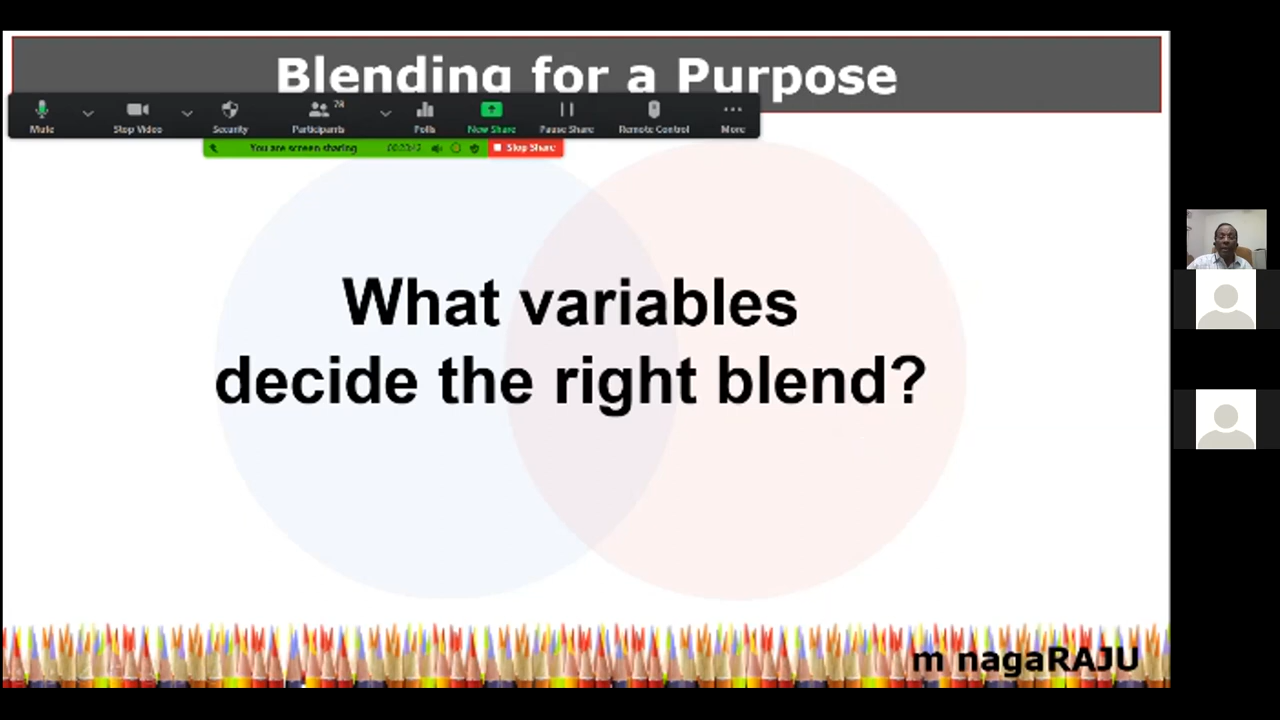 Blending for a Purpose
Mute
Stop Video
Security
Participants
78
Polls
New Share
Pause Share
Remote Control
More
You are screen sharing
Stop Share
What variables
decide the right blend?
m nagaRAJU